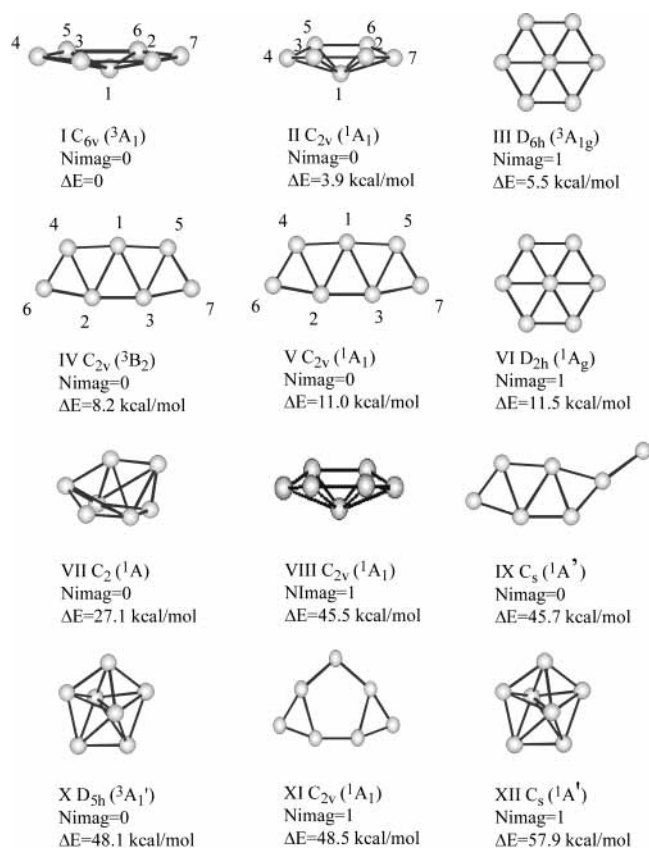 5 6 5 6
4 3 2 7 4 3 2 7
1 1
I C6v (³A1) II C2v (¹A1) III D6h (³A1g)
Nimag=0 Nimag=0 Nimag=1
ΔE=0 ΔE=3.9 kcal/mol ΔE=5.5 kcal/mol
4 1 5 4 1 5
6 2 3 7 6 2 3 7
IV C2v (³B2) V C2v (¹A1) VI D2h (¹Ag)
Nimag=0 Nimag=0 Nimag=1
ΔE=8.2 kcal/mol ΔE=11.0 kcal/mol ΔE=11.5 kcal/mol
VII C2 (¹A) VIII C2v (¹A1) IX Cs (¹A')
Nimag=0 NImag=1 Nimag=0
ΔE=27.1 kcal/mol ΔE=45.5 kcal/mol ΔE=45.7 kcal/mol
X D5h (³A1') XI C2v (¹A1) XII Cs (¹A')
Nimag=0 Nimag=1 Nimag=1
ΔE=48.1 kcal/mol ΔE=48.5 kcal/mol ΔE=57.9 kcal/mol